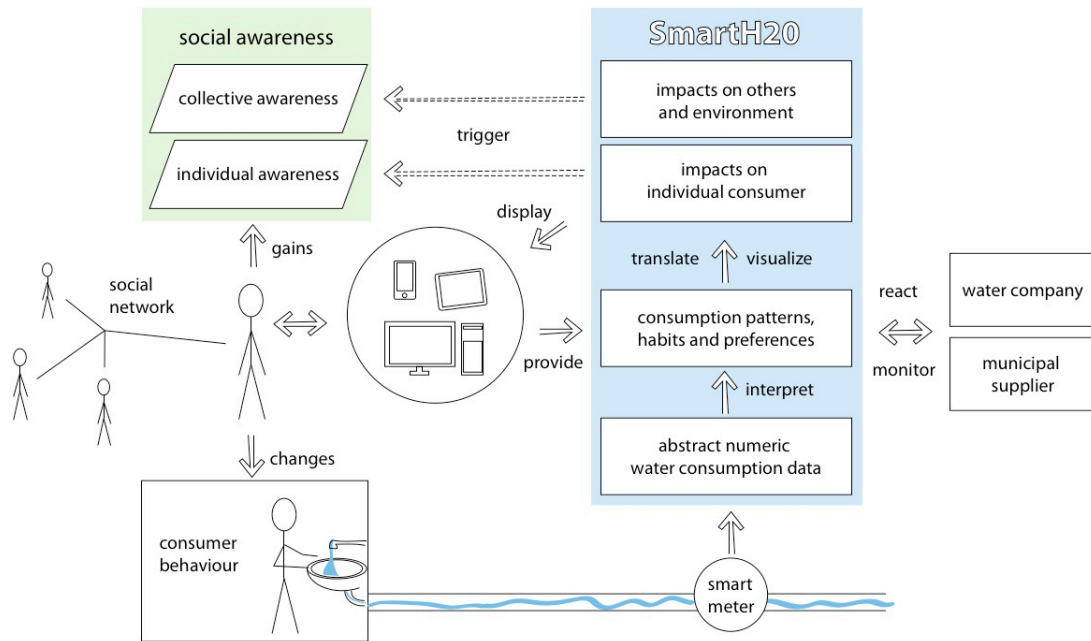 social awareness
collective awareness
individual awareness
SmartH20
impacts on others
and environment
impacts on
individual consumer
trigger
display
gains
translate
visualize
social
network
consumption patterns,
habits and preferences
provide
react
monitor
water company
municipal
supplier
interpret
abstract numeric
water consumption data
changes
consumer
behaviour
smart
meter